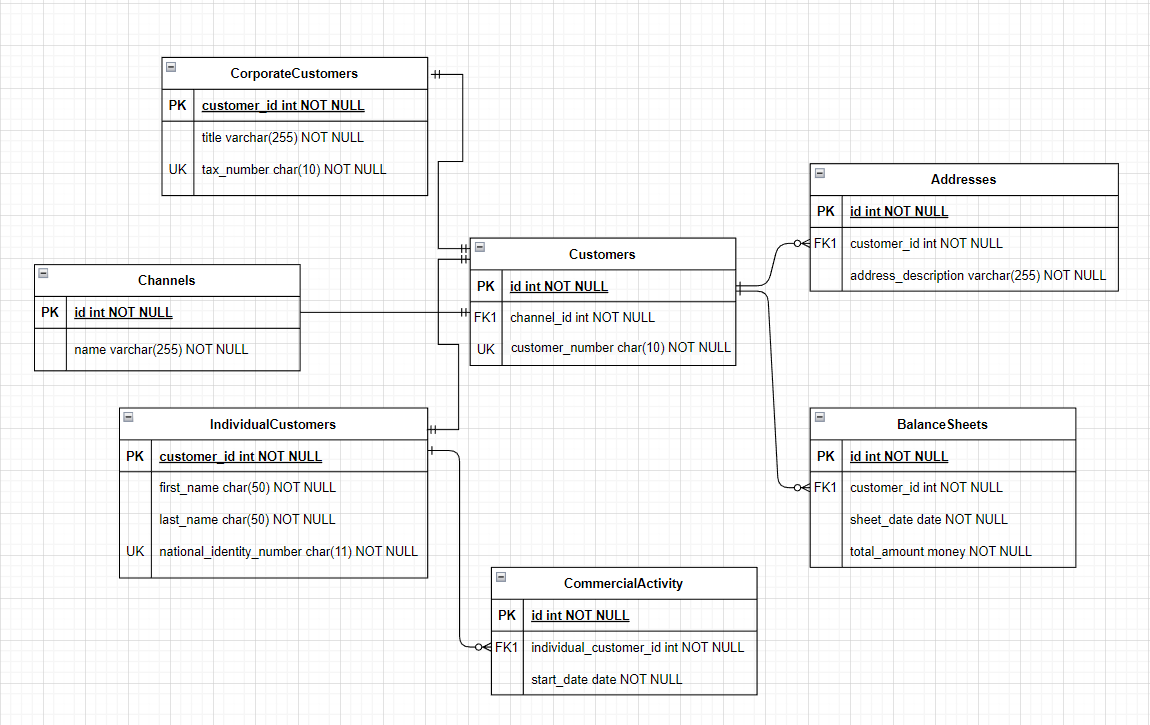 CorporateCustomers
PK customer_id int NOT NULL
title varchar(255) NOT NULL
UK tax_number char(10) NOT NULL
Addresses
PK id int NOT NULL
FK1 customer_id int NOT NULL
address_description varchar(255) NOT NULL
Customers
PK id int NOT NULL
FK1 channel_id int NOT NULL
UK customer_number char(10) NOT NULL
Channels
PK id int NOT NULL
name varchar(255) NOT NULL
IndividualCustomers
PK customer_id int NOT NULL
first_name char(50) NOT NULL
last_name char(50) NOT NULL
UK national_identity_number char(11) NOT NULL
BalanceSheets
PK id int NOT NULL
FK1 customer_id int NOT NULL
sheet_date date NOT NULL
total_amount money NOT NULL
CommercialActivity
PK id int NOT NULL
FK1 individual_customer_id int NOT NULL
start_date date NOT NULL